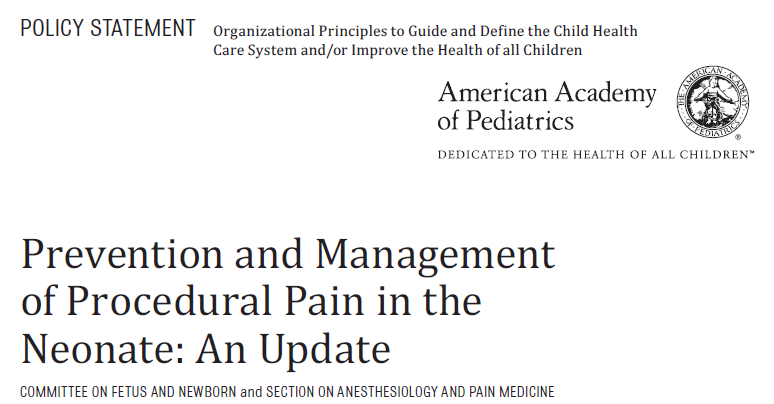 POLICY STATEMENT
Organizational Principles to Guide and Define the Child Health
Care System and/or Improve the Health of all Children
American Academy
of Pediatrics
THE · AMERICAN · ACADEMY · OF PEDIATRICS ·
®
DEDICATED TO THE HEALTH OF ALL CHILDREN™
Prevention and Management
of Procedural Pain in the
Neonate: An Update
COMMITTEE ON FETUS AND NEWBORN and SECTION ON ANESTHESIOLOGY AND PAIN MEDICINE